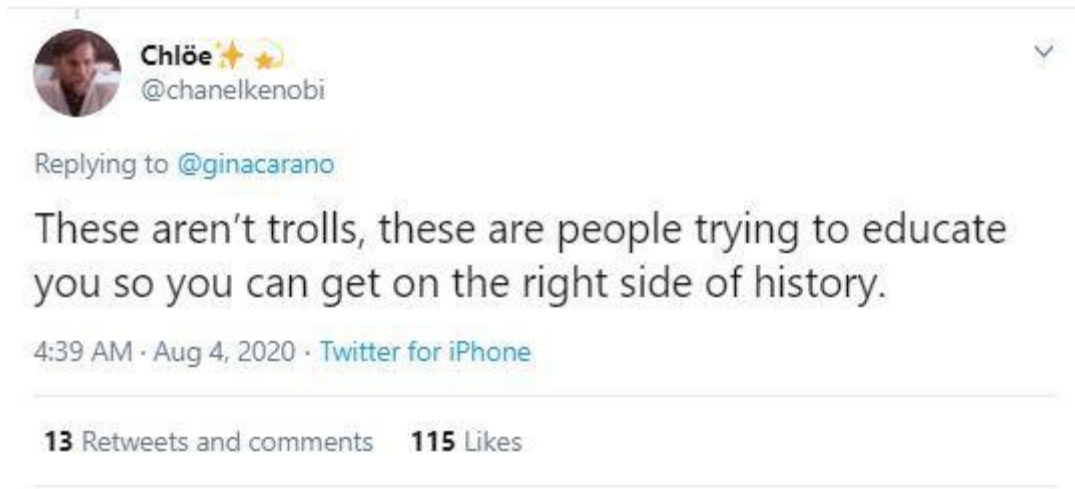 Chlöe✨ 💫
@chanelkenobi
Replying to @ginacarano
These aren't trolls, these are people trying to educate
you so you can get on the right side of history.
4:39 AM · Aug 4, 2020 · Twitter for iPhone
13 Retweets and comments 115 Likes